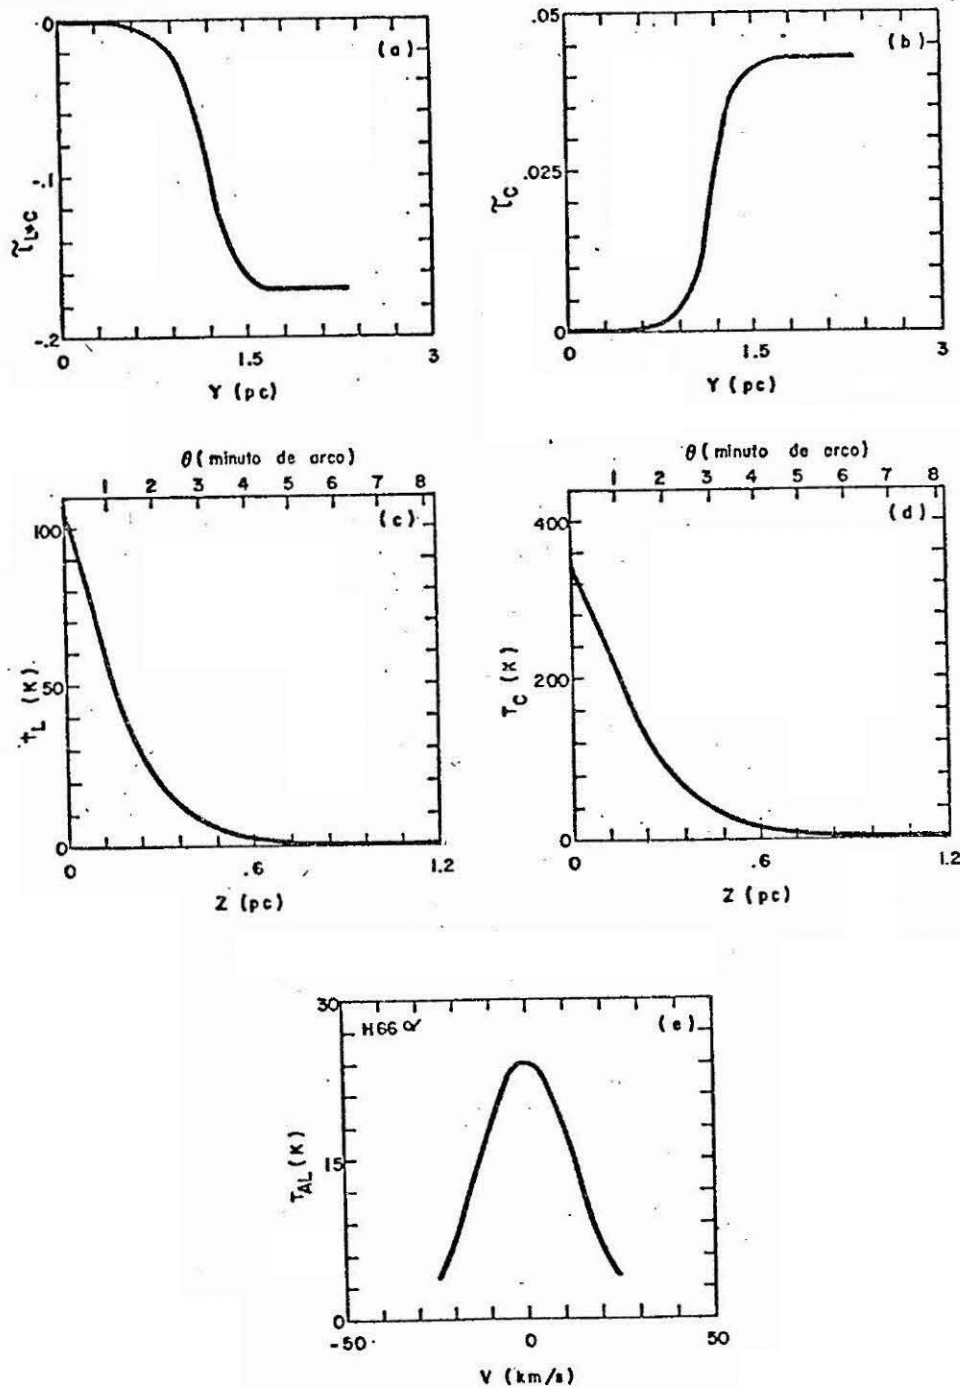 .0
(a)
-.1
-.2
τ̃L+C
0
1.5
3
Y (pc)
.05
(b)
.025
0
τ̃C
0
1.5
3
Y (pc)
θ(minuto de arco)
1 2 3 4 5 6 7 8
100
(c)
50
0
tL (K)
0
.6
1.2
Z (pc)
θ(minuto de arco)
1 2 3 4 5 6 7 8
400
(d)
200
0
TC (K)
0
.6
1.2
Z (pc)
30
H66α
(e)
15
0
TAL (K)
-50
0
50
V (km/s)